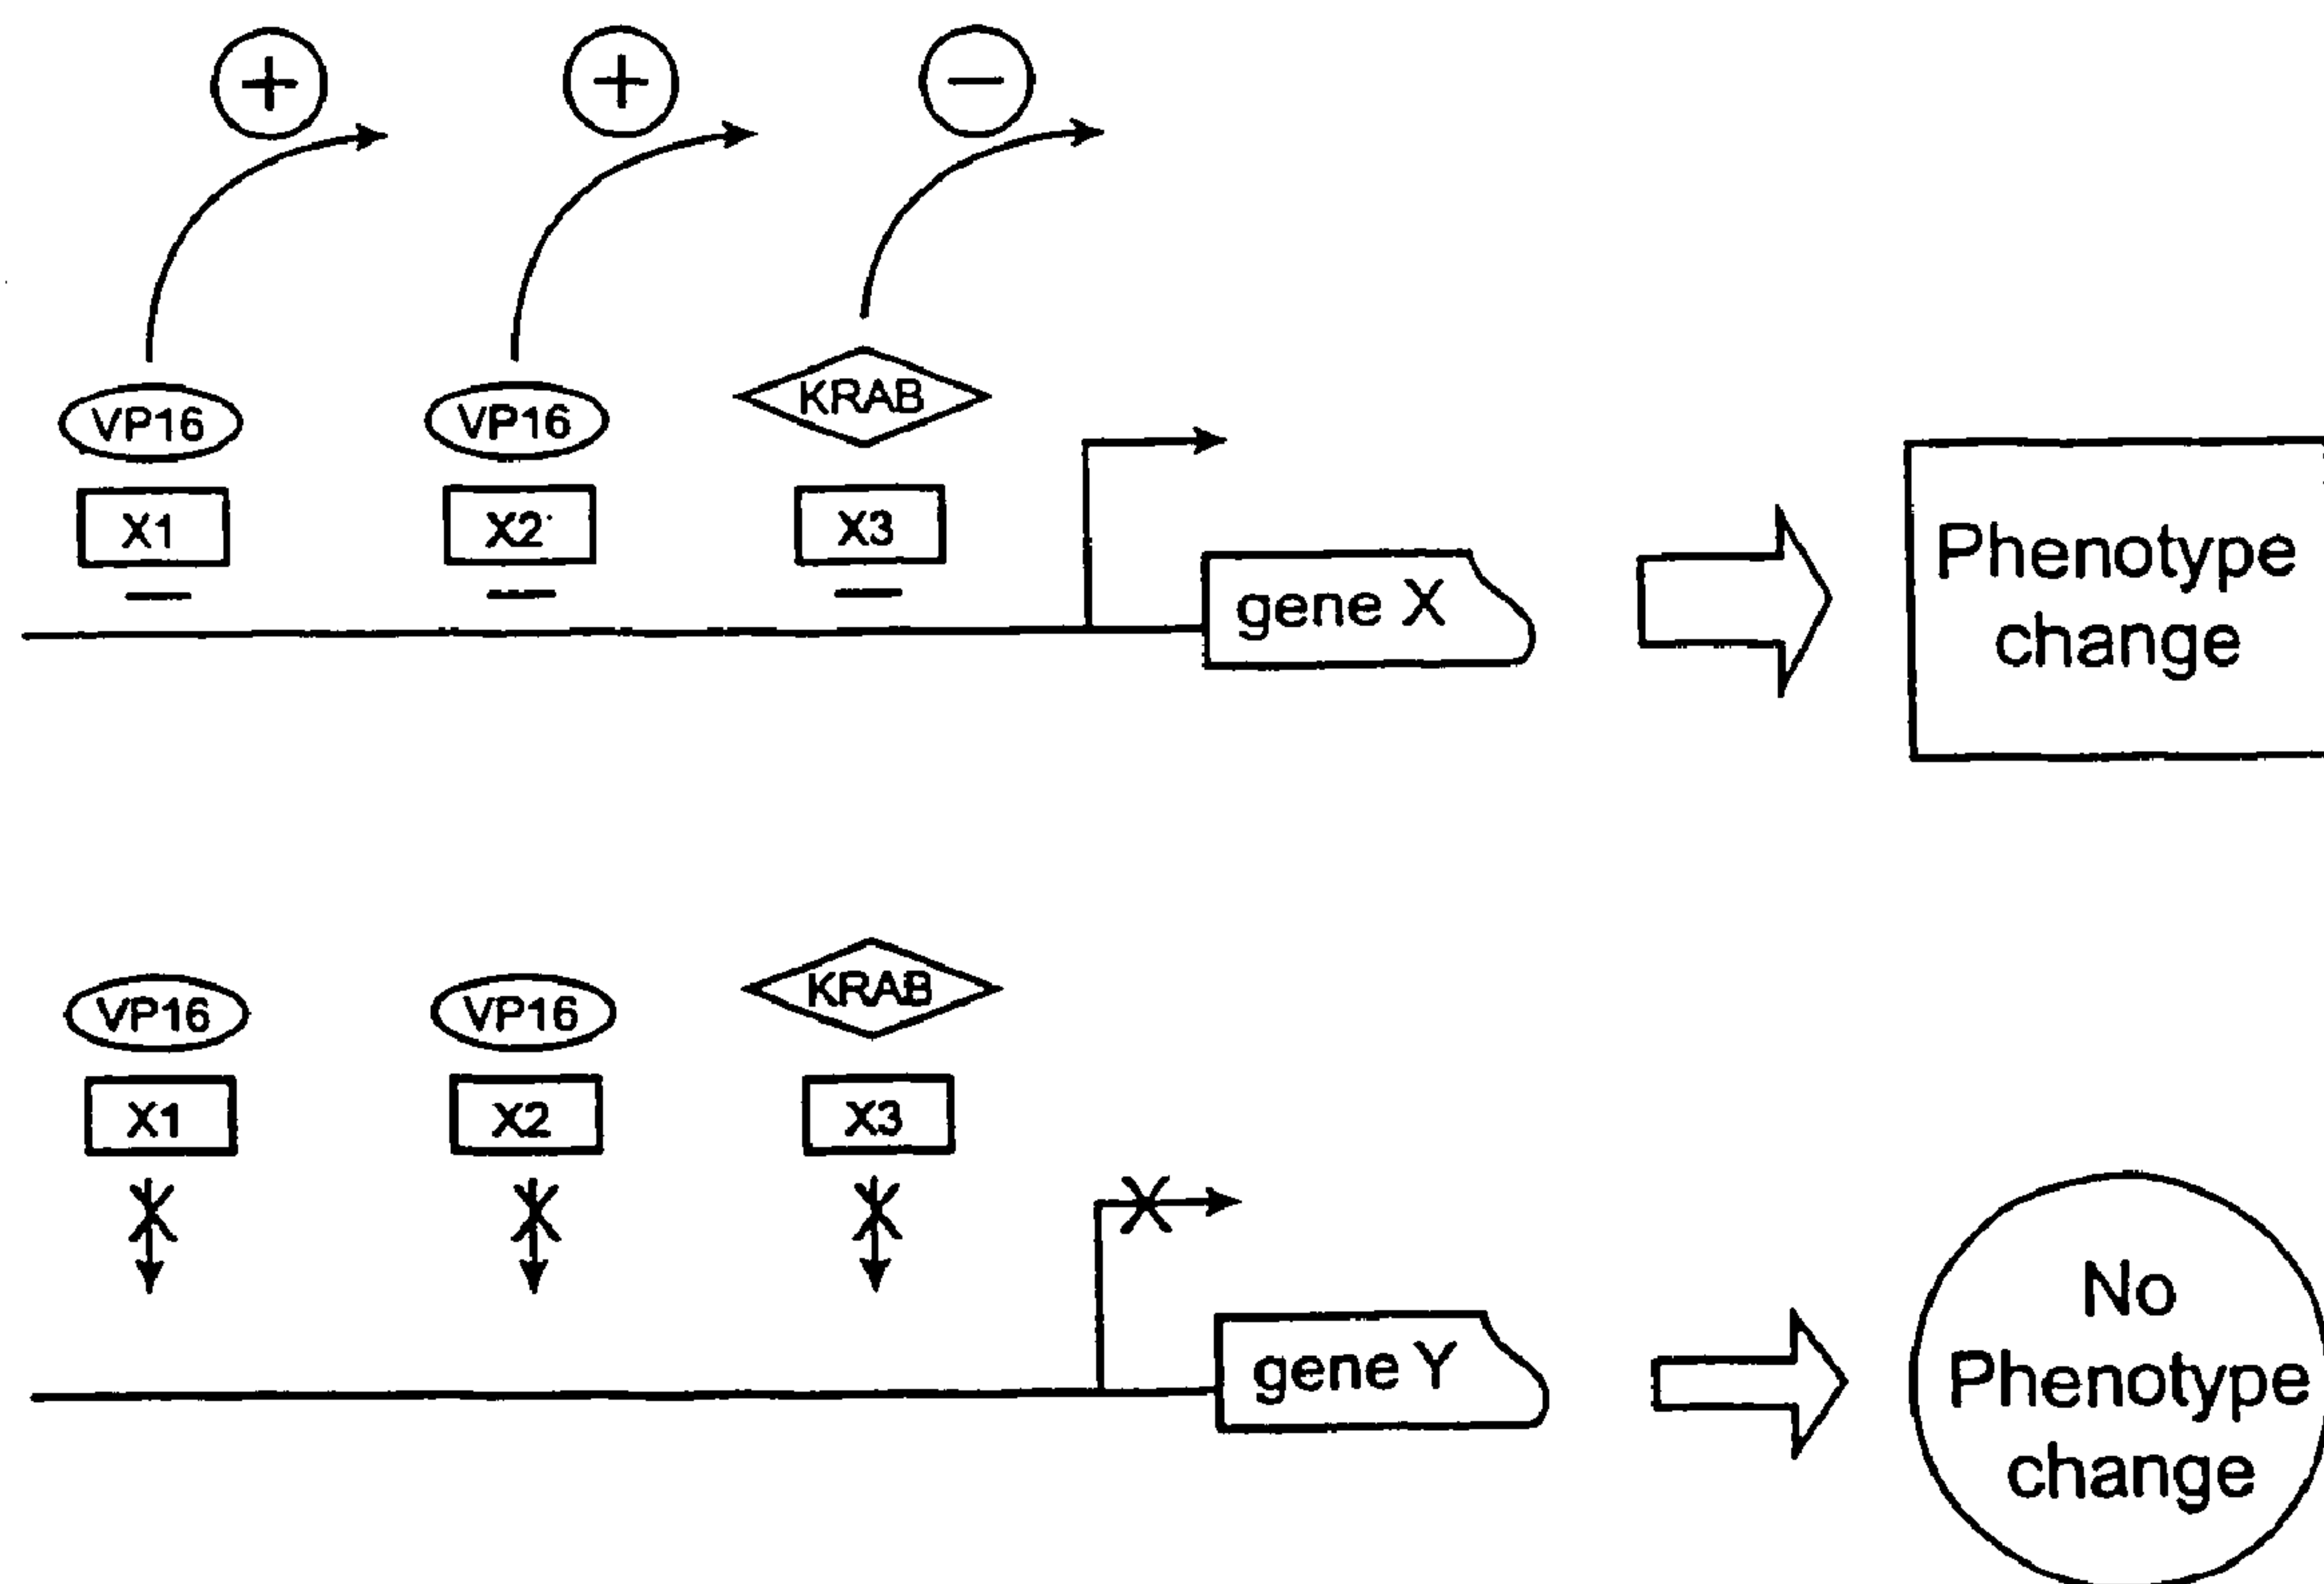 + + −
VP16 VP16 KRAB
X1 X2 X3
gene X
Phenotype
change
VP16 VP16 KRAB
X1 X2 X3
gene Y
No
Phenotype
change